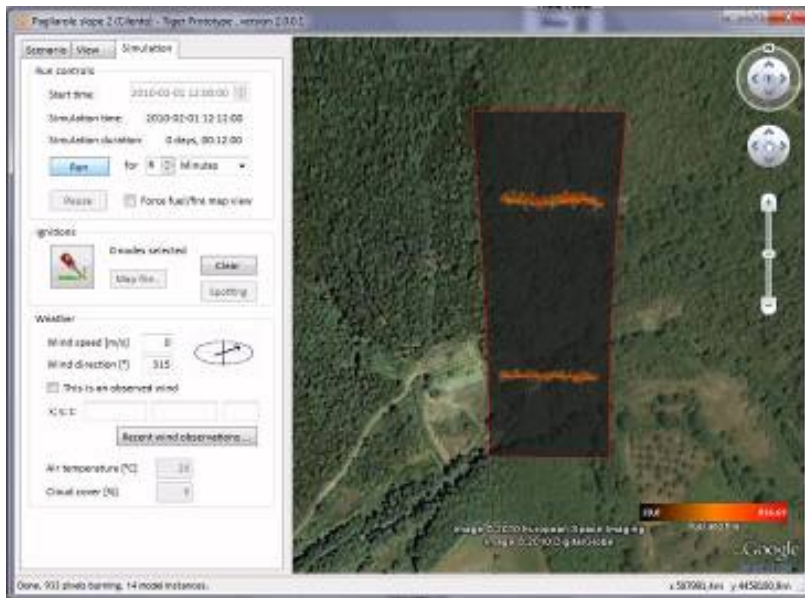 Pagliarole slope 2 (Cilento) - Tiger Prototype , version 2.0.0.1
Scenario View Simulation
Run controls
Start time: 2010-02-01 12:00:00
Simulation time: 2010-02-01 12:12:00
Simulation duration: 0 days, 00:12:00
Run for Minutes
Pause Force fuel/fire map view
Ignitions
0 nodes selected
Clear
Map fire...
Spotting
Weather
Wind speed [m/s] 0
Wind direction [°] 315
This is an observed wind
x; y; z:
Recent wind observations ...
Air temperature [°C]
Cloud cover [%]
Image © 2010 European Space Imaging
Image © 2010 DigitalGlobe
Google
Done, 933 pixels burning, 14 model instances.